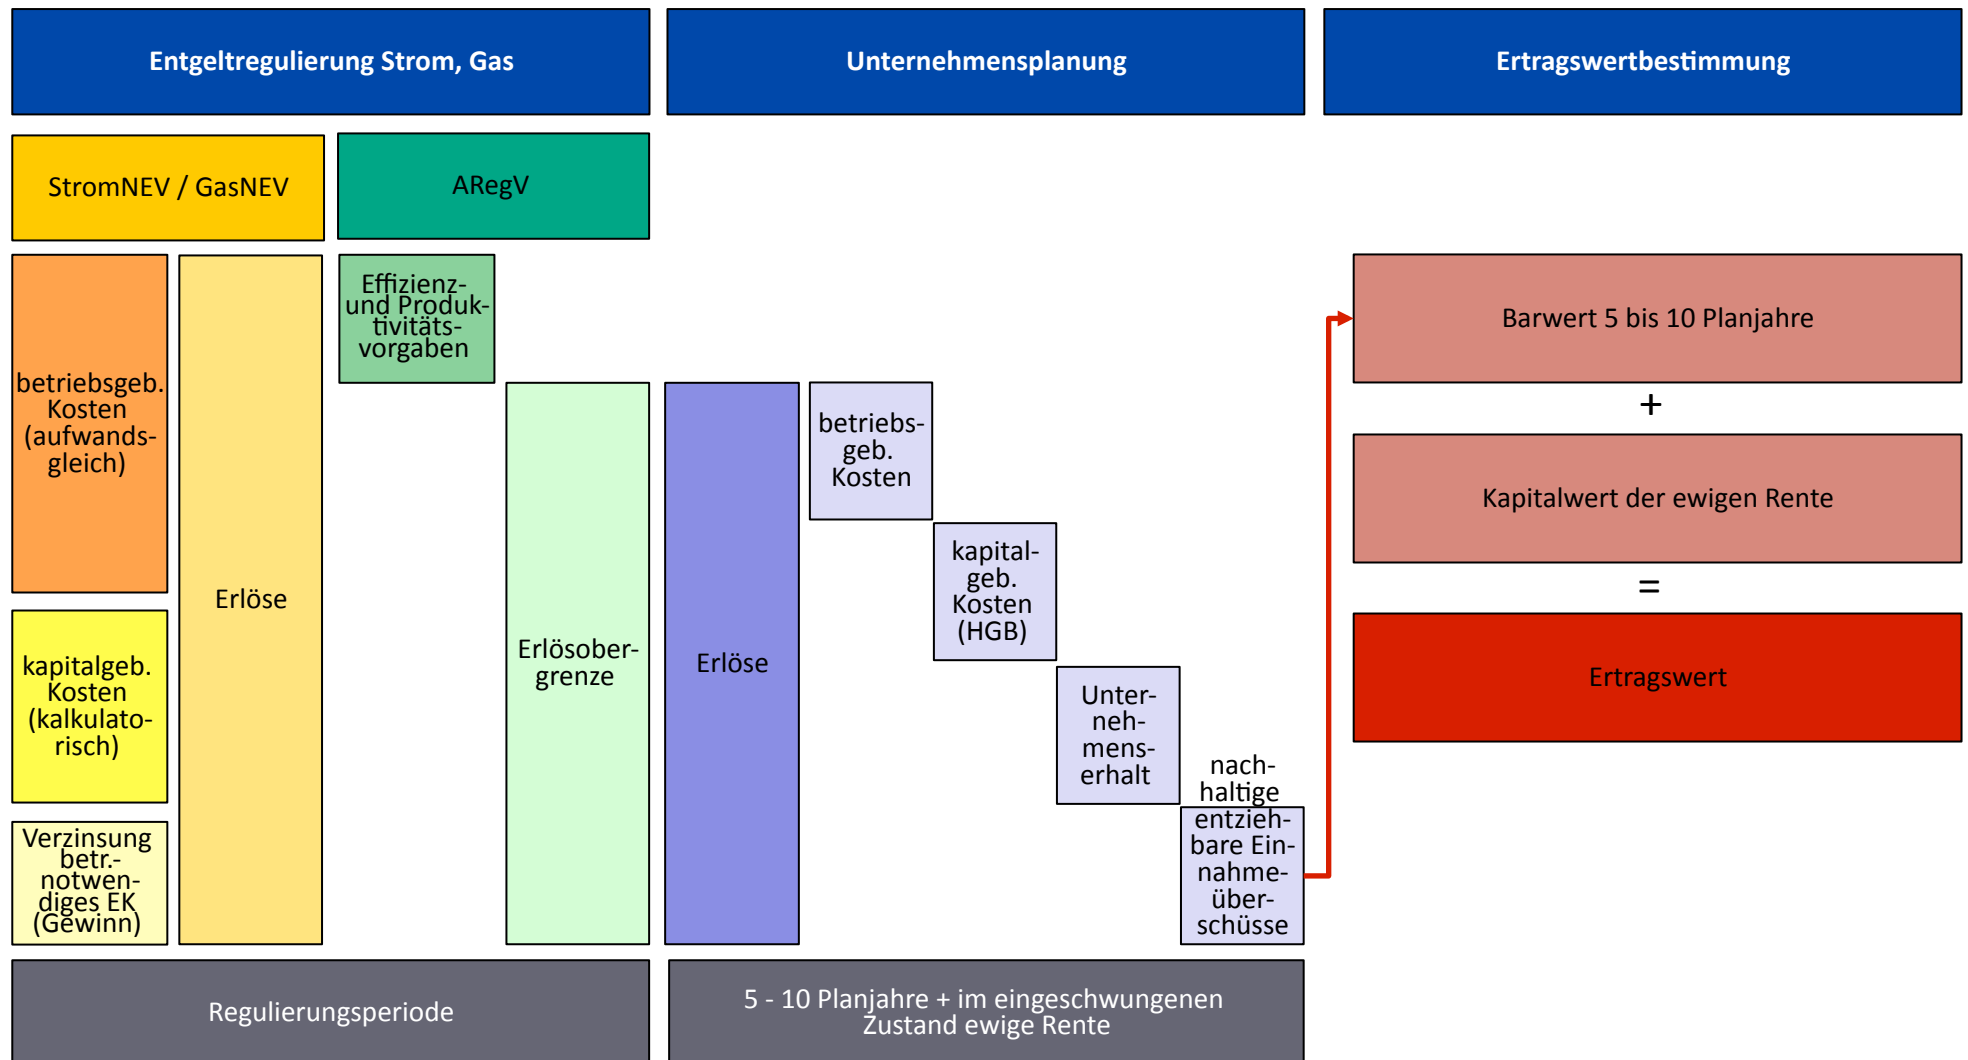 Entgeltregulierung Strom, Gas
Unternehmensplanung
Ertragswertbestimmung
StromNEV / GasNEV
ARegV
betriebsgeb.
Kosten
(aufwands-
gleich)
kapitalgeb.
Kosten
(kalkulato-
risch)
Verzinsung
betr.-
notwen-
diges EK
(Gewinn)
Erlöse
Effizienz-
und Produk-
tivitäts-
vorgaben
Erlösober-
grenze
Erlöse
betriebs-
geb.
Kosten
kapital-
geb.
Kosten
(HGB)
Unter-
neh-
mens-
erhalt
nach-
haltige
entzieh-
bare Ein-
nahme-
über-
schüsse
Barwert 5 bis 10 Planjahre
+
Kapitalwert der ewigen Rente
=
Ertragswert
Regulierungsperiode
5 - 10 Planjahre + im eingeschwungenen
Zustand ewige Rente